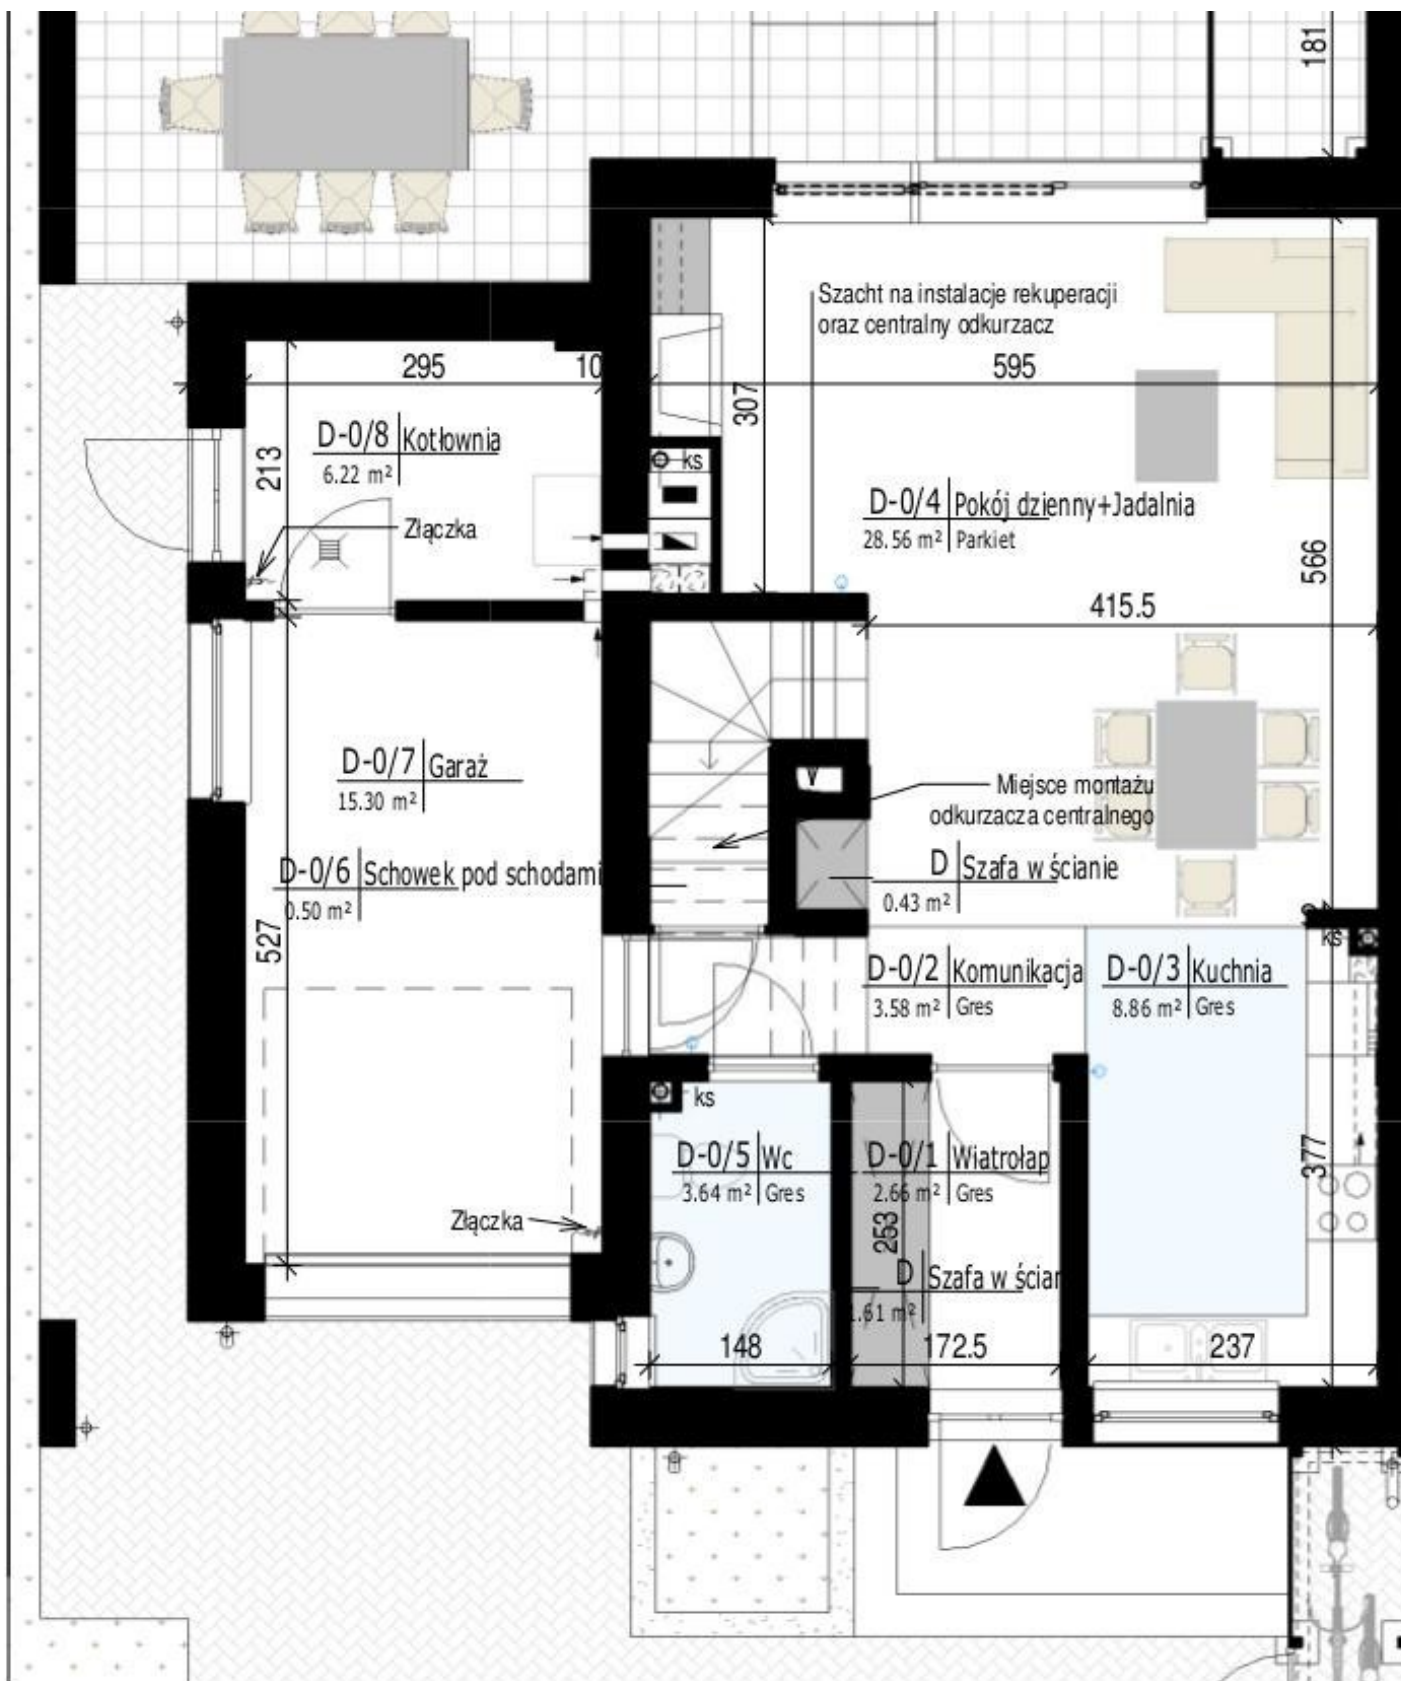 181
Szacht na instalacje rekuperacji
oraz centralny odkurzacz
295
10
595
307
D-0/8 Kotłownia
6.22 m²
213
ks
Złączka
D-0/4 Pokój dzienny+Jadalnia
28.56 m² Parkiet
566
415.5
D-0/7 Garaż
15.30 m²
Miejsce montażu
odkurzacza centralnego
D-0/6 Schowek pod schodami
0.50 m²
D Szafa w ścianie
0.43 m²
527
ks
D-0/2 Komunikacja
3.58 m² Gres
D-0/3 Kuchnia
8.86 m² Gres
ks
D-0/5 Wc
3.64 m² Gres
D-0/1 Wiatrołap
2.66 m² Gres
377
Złączka
253
D Szafa w ścian
1.61 m²
148
172.5
237